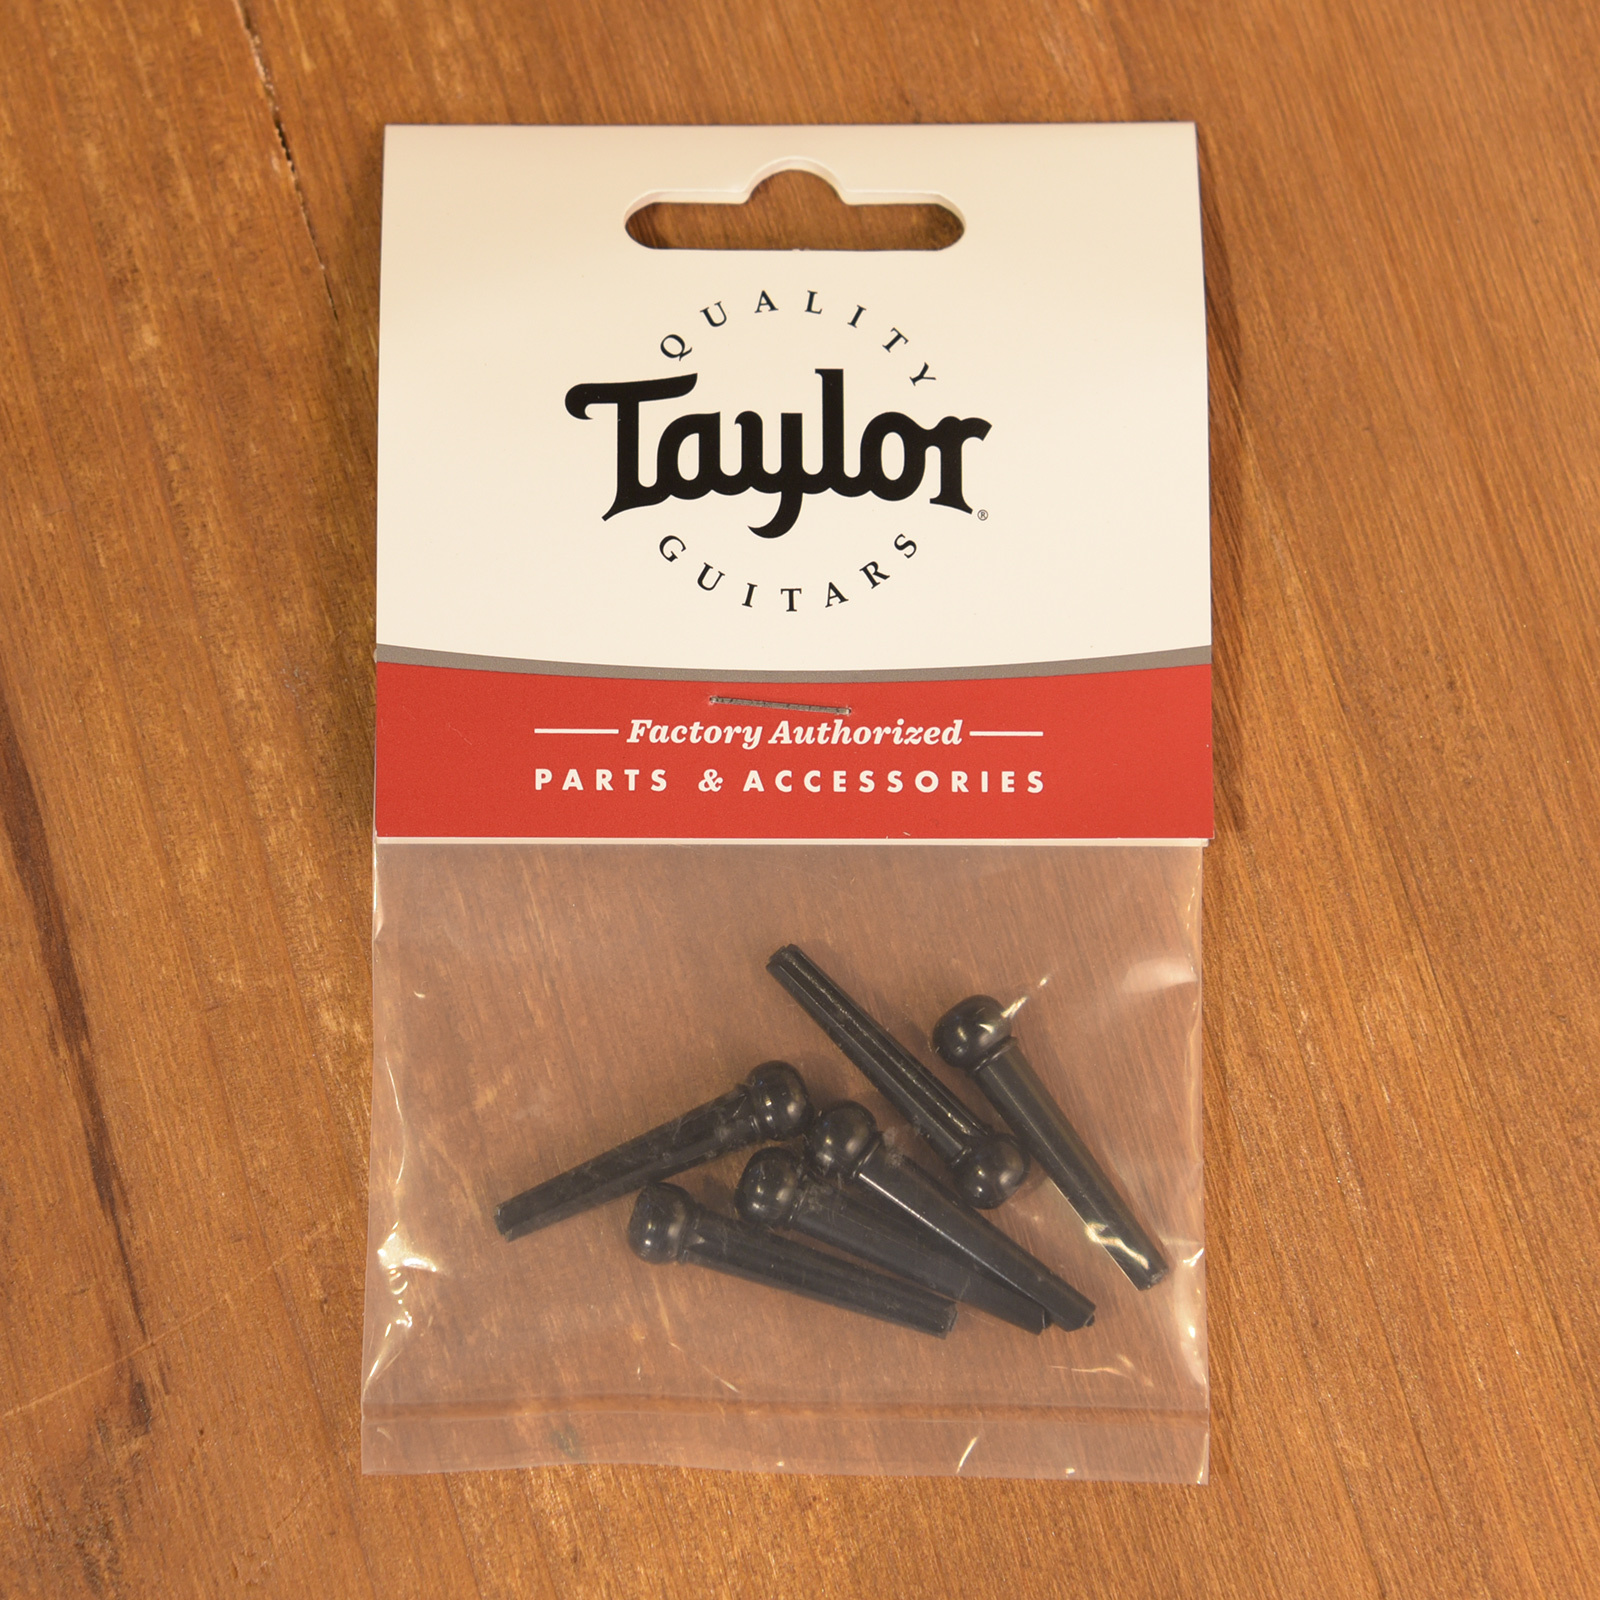 QUALITY
Taylor®
GUITARS
Factory Authorized
PARTS & ACCESSORIES